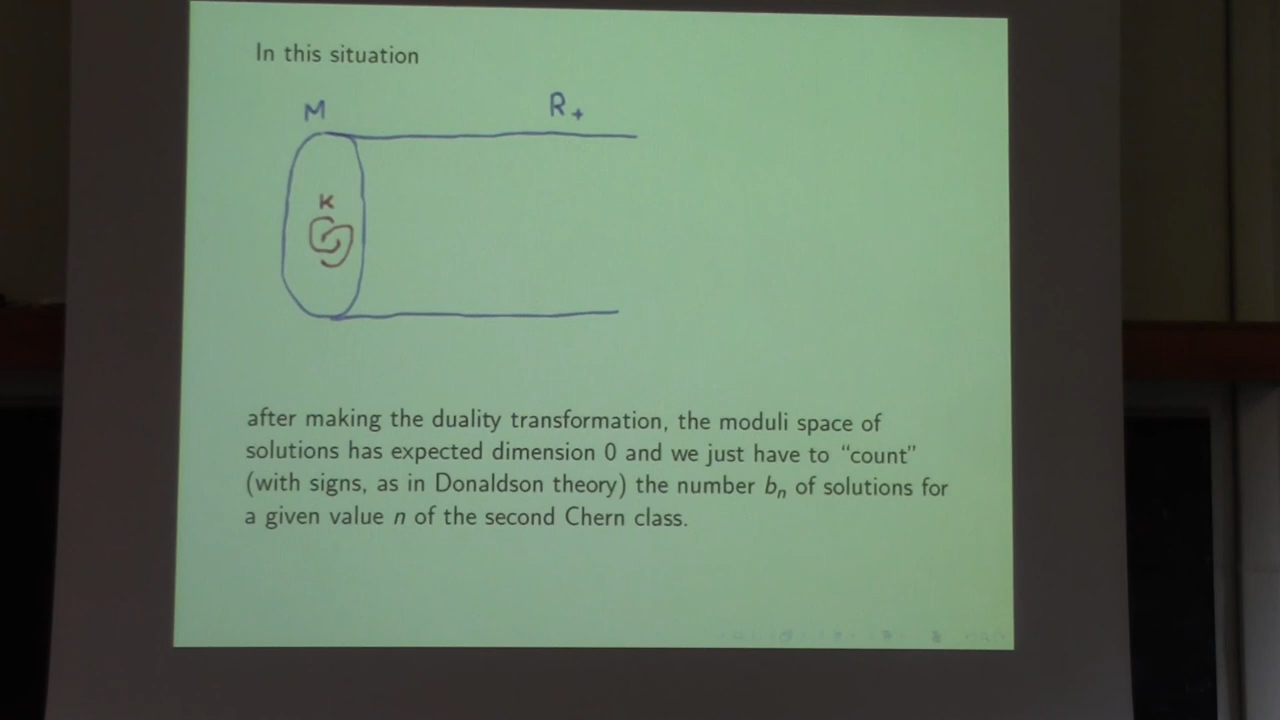 In this situation
M
R₊
K
after making the duality transformation, the moduli space of
solutions has expected dimension 0 and we just have to “count”
(with signs, as in Donaldson theory) the number bₙ of solutions for
a given value n of the second Chern class.